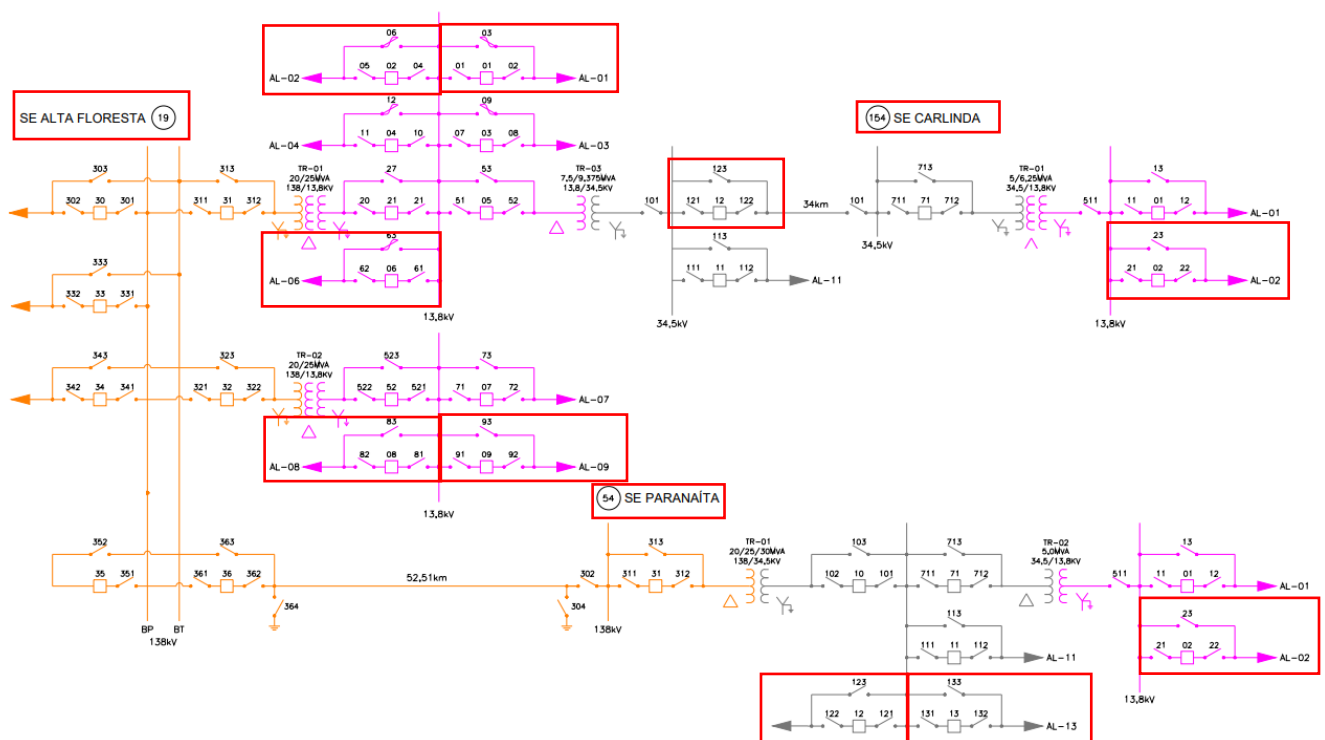 06 03
AL-02 05 02 04 01 01 02 AL-01
SE ALTA FLORESTA 19
12 09
AL-04 11 04 10 07 03 08 AL-03
154 SE CARLINDA
303 313
TR-01
20/25MVA
138/13,8KV
27 53
TR-03
7,5/9,375MVA
13,8/34,5KV
123
713
TR-01
5/6,25MVA
34,5/13,8KV
13
302 30 301 311 31 312
20 21 21 51 05 52
101 121 12 122 34km 101 711 71 712
511 11 01 12 AL-01
63
AL-06 62 06 61
13,8kV
113
111 11 112 AL-11
34,5kV
34,5kV
23
21 02 22 AL-02
13,8kV
333
332 33 331
343 323
TR-02
20/25MVA
138/13,8KV
523 73
342 34 341 321 32 322
522 52 521 71 07 72 AL-07
83 93
AL-08 82 08 81 91 09 92 AL-09
13,8kV
54 SE PARANAÍTA
352 363
35 351 361 36 362
52,51km
364
BP BT
138kV
304
302
138kV
313
311 31 312
TR-01
20/25/30MVA
138/34,5KV
103 713
102 10 101 711 71 712
TR-02
5,0MVA
34,5/13,8KV
13
511 11 01 12 AL-01
113
111 11 112 AL-11
23
21 02 22 AL-02
13,8kV
123 133
122 12 121 131 13 132 AL-13